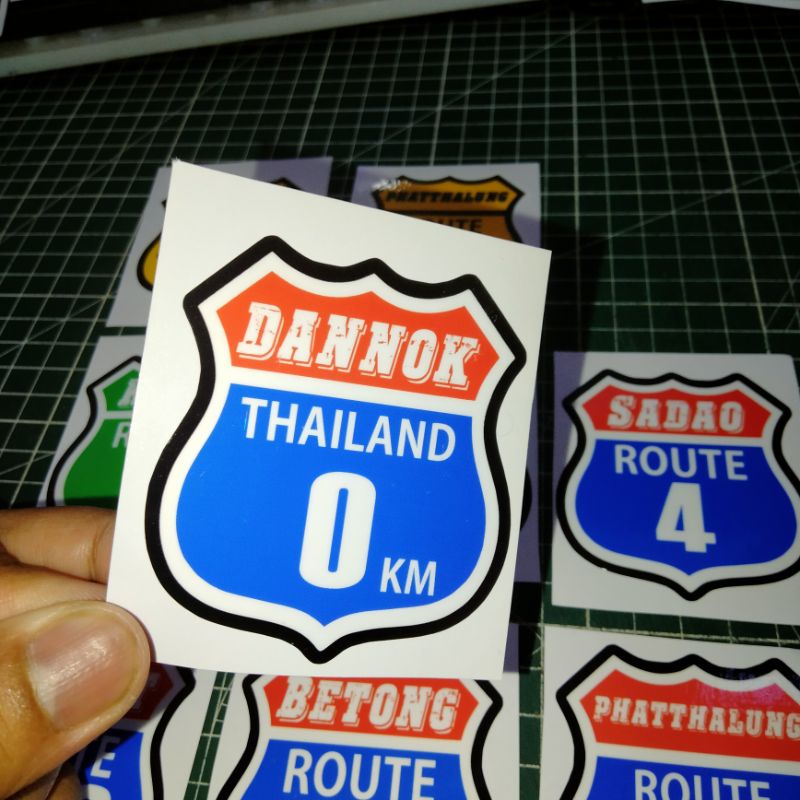 PHATTHALUNG
ROUTE
DANNOK
THAILAND
0 KM
SADAO
ROUTE
4
BETONG
ROUTE
PHATTHALUNG
ROUTE